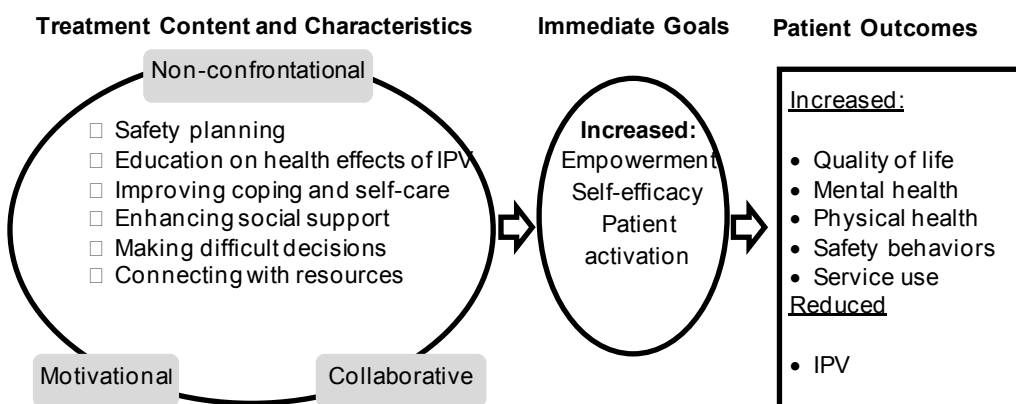 Treatment Content and Characteristics
Non-confrontational
□ Safety planning
□ Education on health effects of IPV
□ Improving coping and self-care
□ Enhancing social support
□ Making difficult decisions
□ Connecting with resources
Motivational
Collaborative
Immediate Goals
Increased:
Empowerment
Self-efficacy
Patient
activation
Patient Outcomes
Increased:
• Quality of life
• Mental health
• Physical health
• Safety behaviors
• Service use
Reduced
• IPV